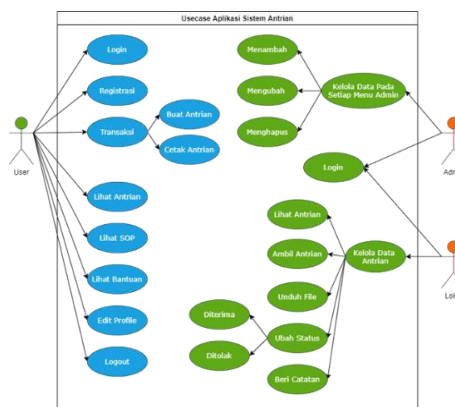 Usecase Aplikasi Sistem Antrian
Login
Registrasi
Transaksi
Buat Antrian
Cetak Antrian
Lihat Antrian
Lihat SOP
Lihat Bantuan
Edit Profile
Logout
User
Menambah
Mengubah
Menghapus
Kelola Data Pada
Setiap Menu Admin
Login
Lihat Antrian
Ambil Antrian
Unduh File
Ubah Status
Beri Catatan
Kelola Data
Antrian
Diterima
Ditolak